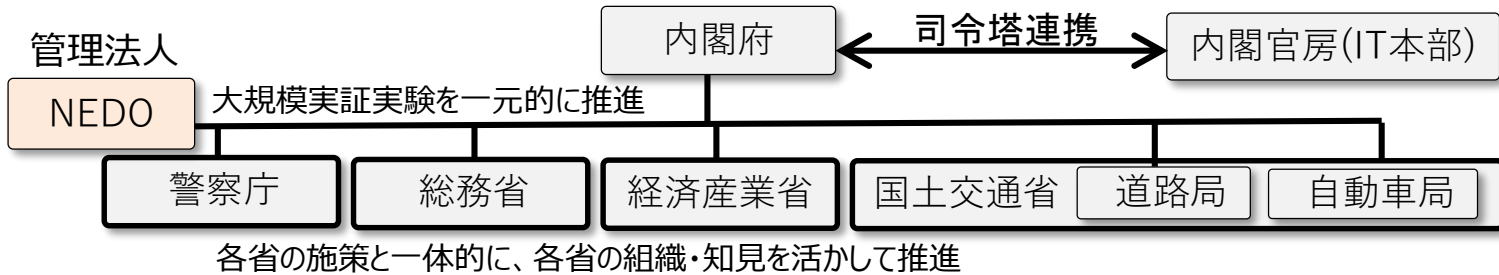 内閣府
司令塔連携
内閣官房(IT本部)
管理法人
NEDO
大規模実証実験を一元的に推進
警察庁
総務省
経済産業省
国土交通省
道路局
自動車局
各省の施策と一体的に、各省の組織・知見を活かして推進